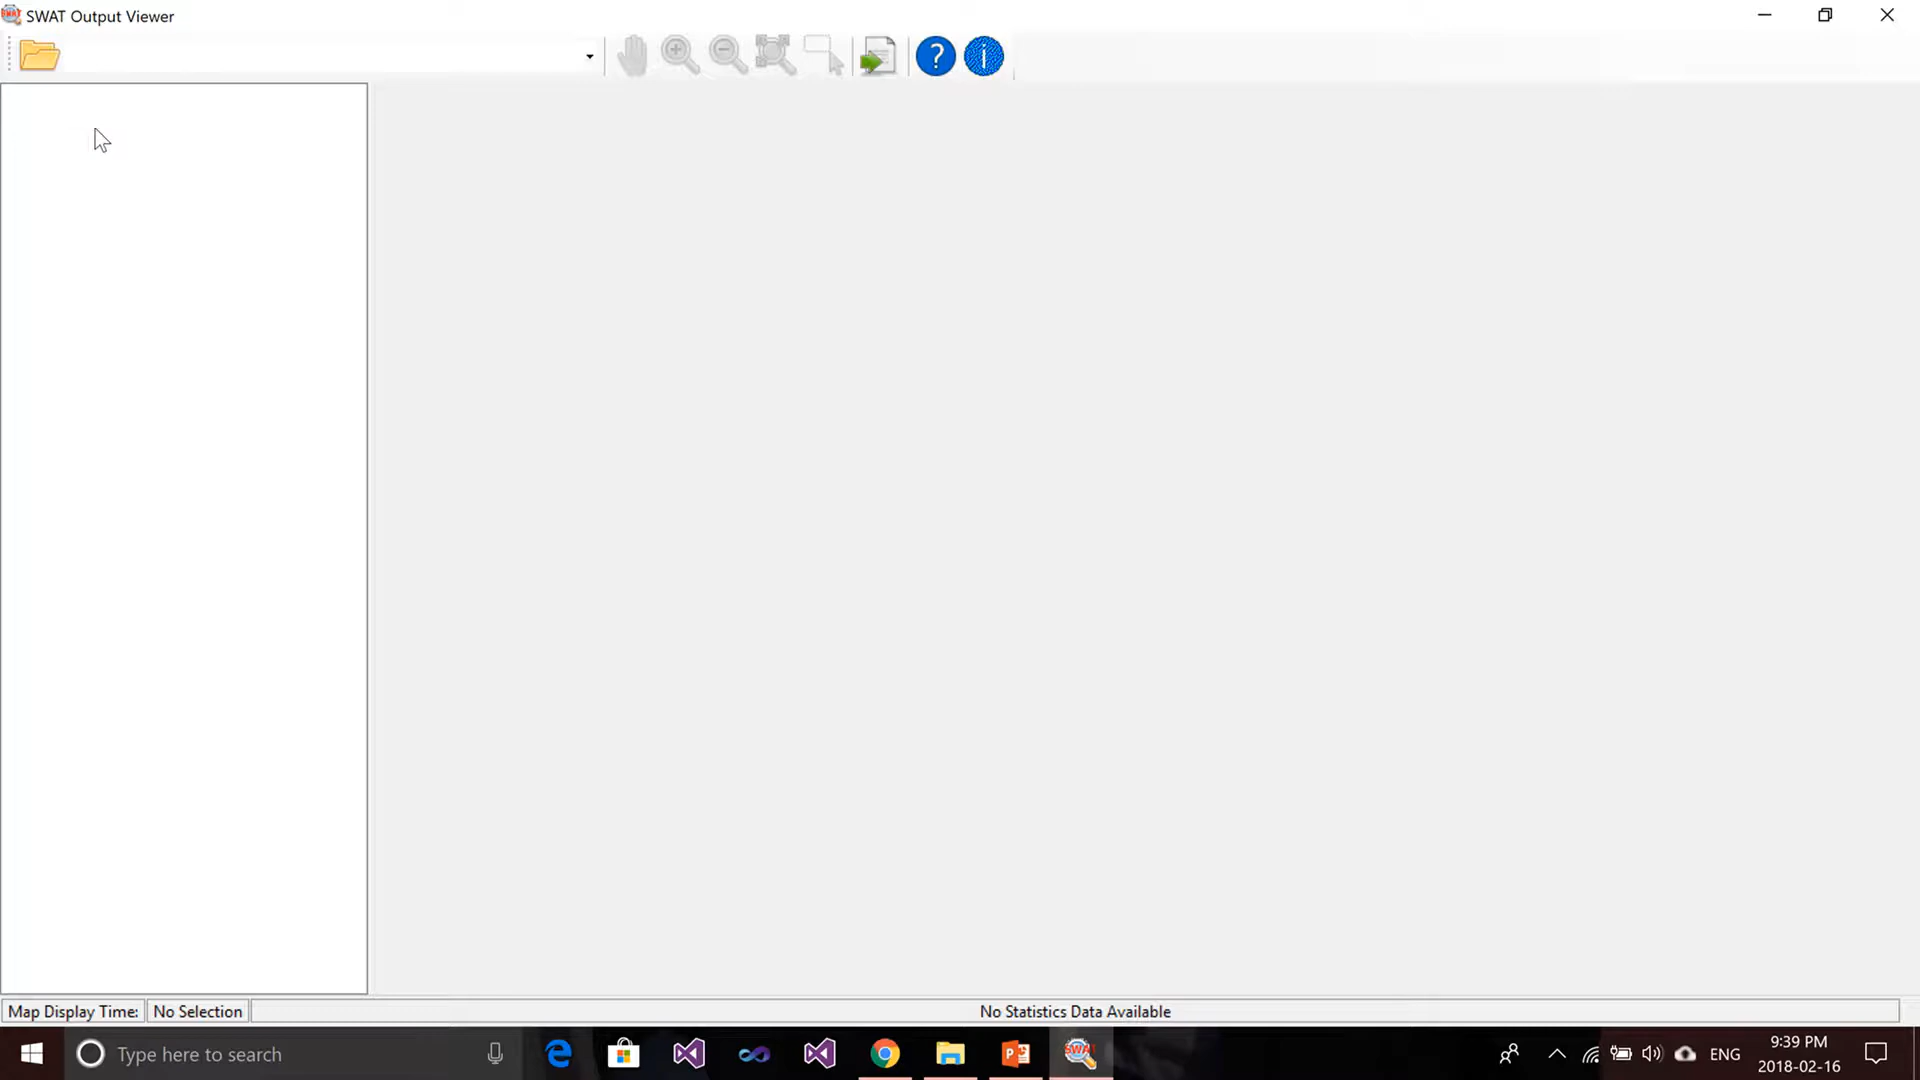 SWAT Output Viewer
Map Display Time:
No Selection
No Statistics Data Available
Type here to search
ENG
9:39 PM
2018-02-16